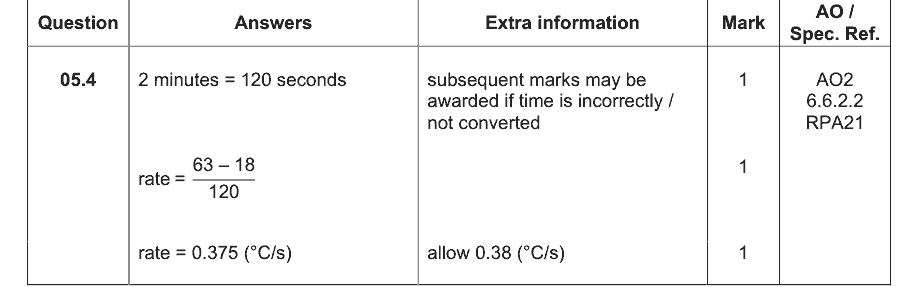 Question Answers Extra information Mark AO /
Spec. Ref.
05.4 2 minutes = 120 seconds subsequent marks may be 1 AO2
awarded if time is incorrectly / 6.6.2.2
not converted RPA21
rate = 63 – 18 1
120
rate = 0.375 (°C/s) allow 0.38 (°C/s) 1